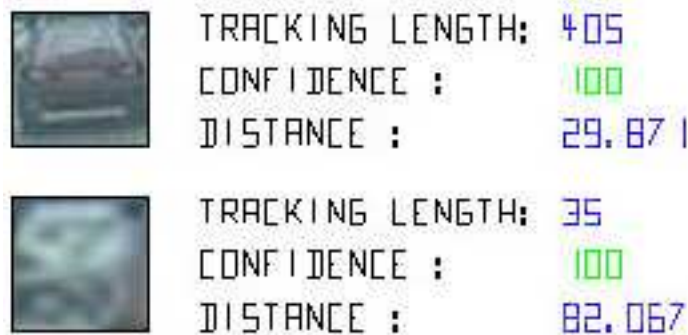 TRACKING LENGTH: 405
CONFIDENCE : 100
DISTANCE : 29.871
TRACKING LENGTH: 35
CONFIDENCE : 100
DISTANCE : 82.067